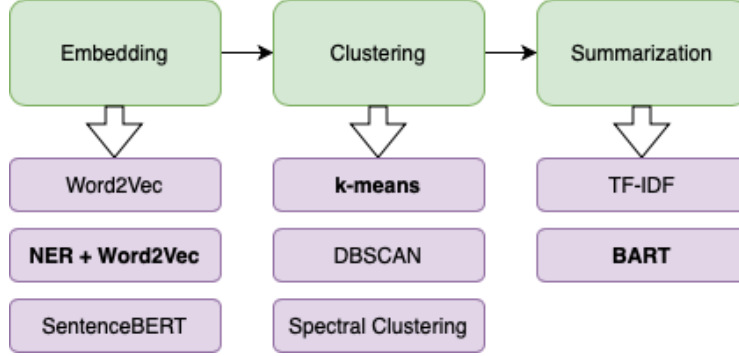 Embedding
Clustering
Summarization
Word2Vec
k-means
TF-IDF
NER + Word2Vec
DBSCAN
BART
SentenceBERT
Spectral Clustering